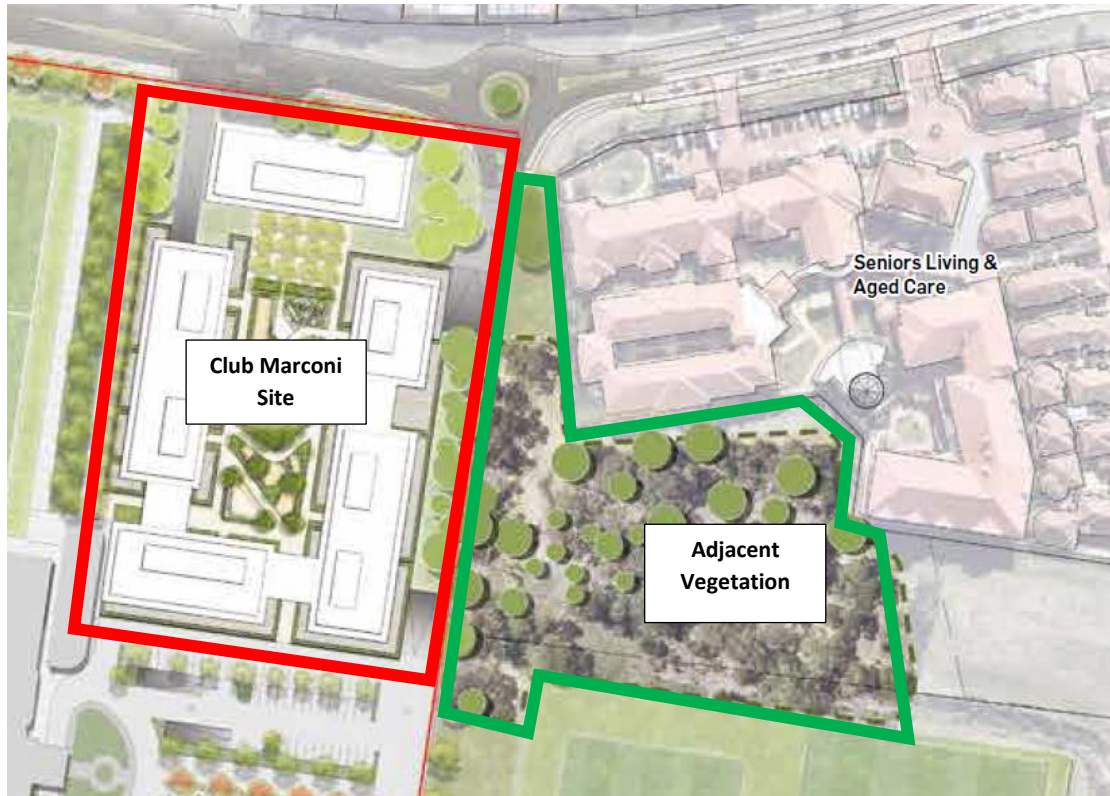 Seniors Living &
Aged Care
Club Marconi
Site
Adjacent
Vegetation